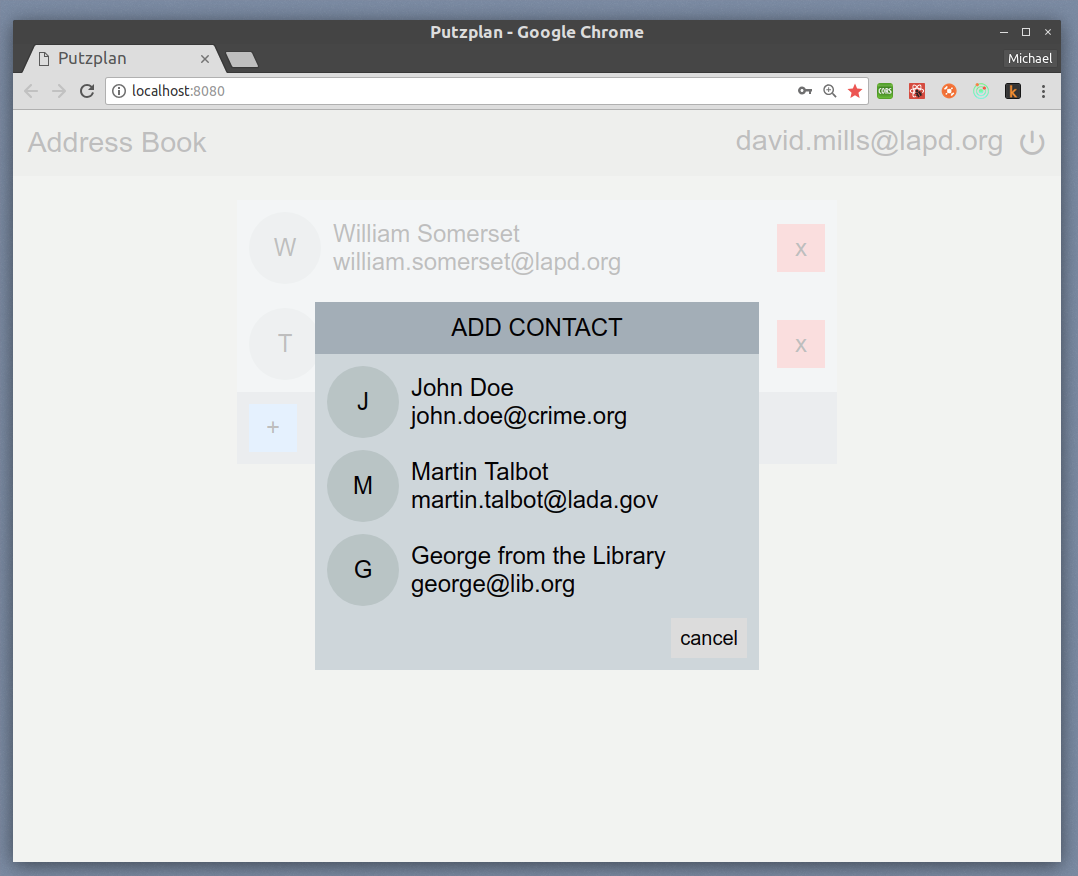 Putzplan - Google Chrome
Putzplan
Michael
localhost:8080
CORS
k
Address Book
david.mills@lapd.org
W
William Somerset
william.somerset@lapd.org
x
T
x
+
ADD CONTACT
J
John Doe
john.doe@crime.org
M
Martin Talbot
martin.talbot@lada.gov
G
George from the Library
george@lib.org
cancel